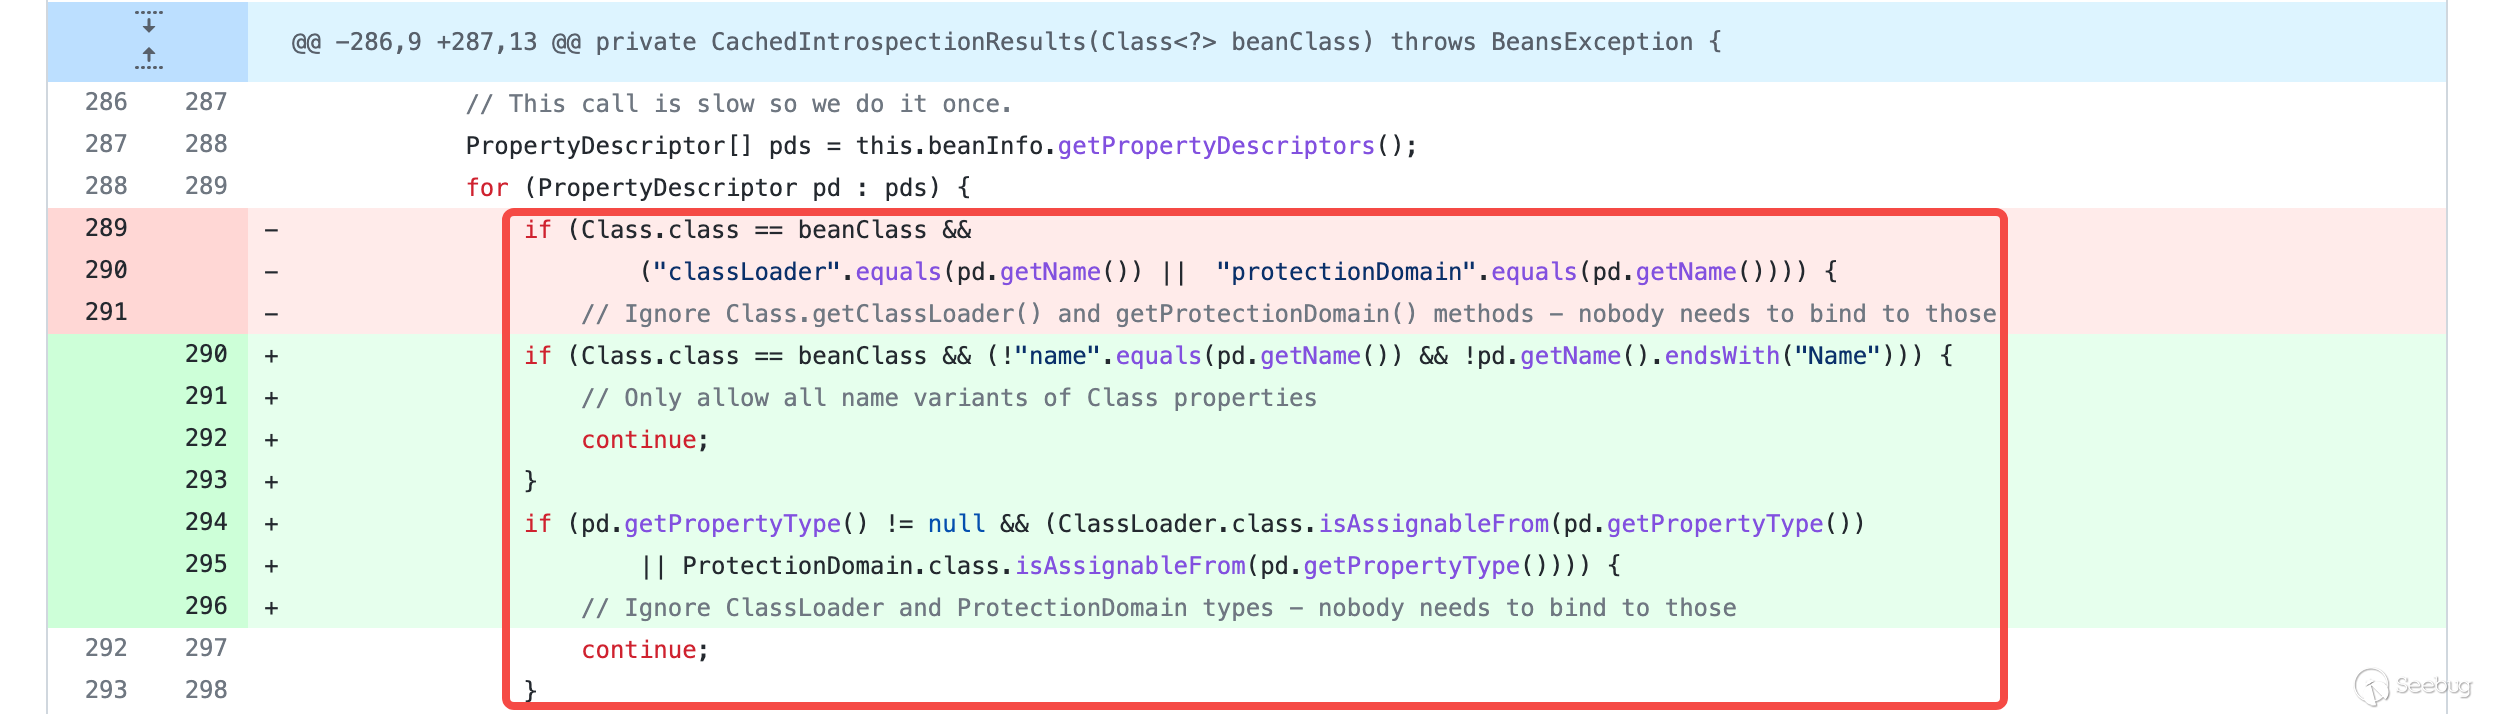 @@ -286,9 +287,13 @@ private CachedIntrospectionResults(Class<?> beanClass) throws BeansException {
286 287 // This call is slow so we do it once.
287 288 PropertyDescriptor[] pds = this.beanInfo.getPropertyDescriptors();
288 289 for (PropertyDescriptor pd : pds) {
289 - if (Class.class == beanClass &&
290 - ("classLoader".equals(pd.getName()) || "protectionDomain".equals(pd.getName()))) {
291 - // Ignore Class.getClassLoader() and getProtectionDomain() methods - nobody needs to bind to those
290 + if (Class.class == beanClass && (!"name".equals(pd.getName()) && !pd.getName().endsWith("Name"))) {
291 + // Only allow all name variants of Class properties
292 + continue;
293 + }
294 + if (pd.getPropertyType() != null && (ClassLoader.class.isAssignableFrom(pd.getPropertyType())
295 + || ProtectionDomain.class.isAssignableFrom(pd.getPropertyType()))) {
296 + // Ignore ClassLoader and ProtectionDomain types - nobody needs to bind to those
292 297 continue;
293 298 }
Seebug